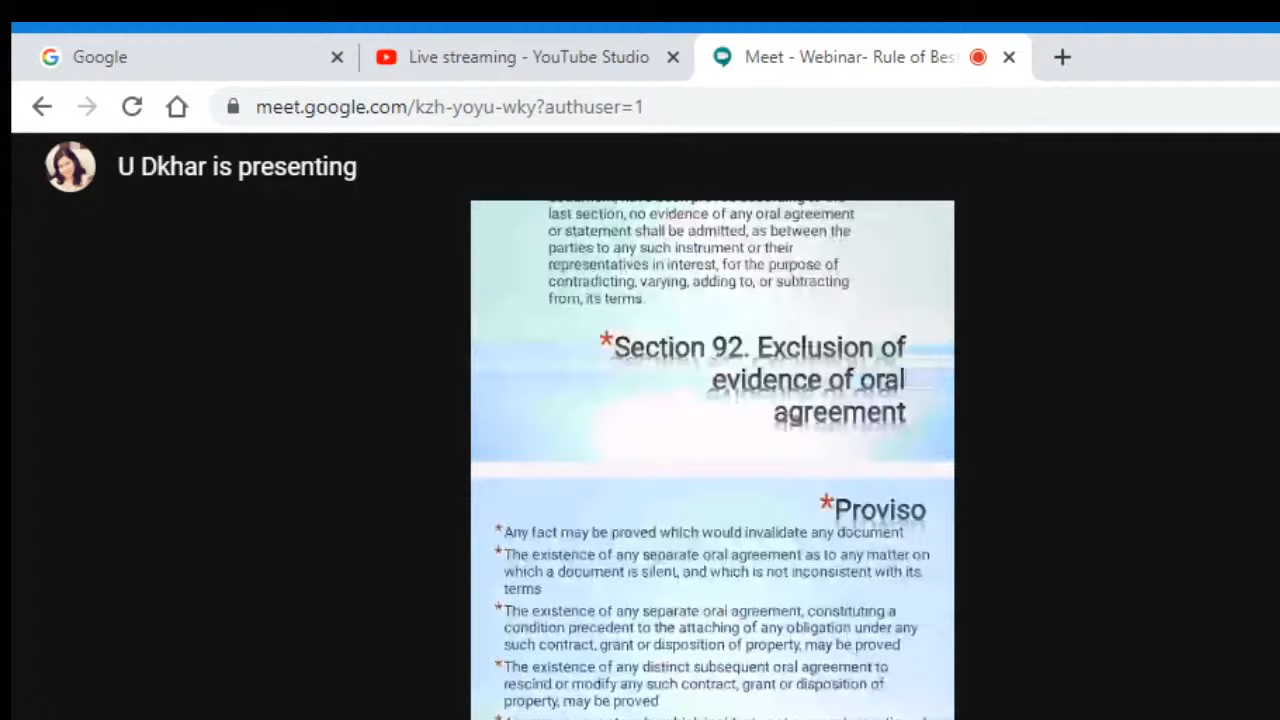 Google
Live streaming - YouTube Studio
Meet - Webinar- Rule of Bes
meet.google.com/kzh-yoyu-wky?authuser=1
U Dkhar is presenting
last section, no evidence of any oral agreement
or statement shall be admitted, as between the
parties to any such instrument or their
representatives in interest, for the purpose of
contradicting, varying, adding to, or subtracting
from, its terms.
*Section 92. Exclusion of
evidence of oral
agreement
*Proviso
*Any fact may be proved which would invalidate any document
*The existence of any separate oral agreement as to any matter on
which a document is silent, and which is not inconsistent with its
terms
*The existence of any separate oral agreement, constituting a
condition precedent to the attaching of any obligation under any
such contract, grant or disposition of property, may be proved
*The existence of any distinct subsequent oral agreement to
rescind or modify any such contract, grant or disposition of
property, may be proved